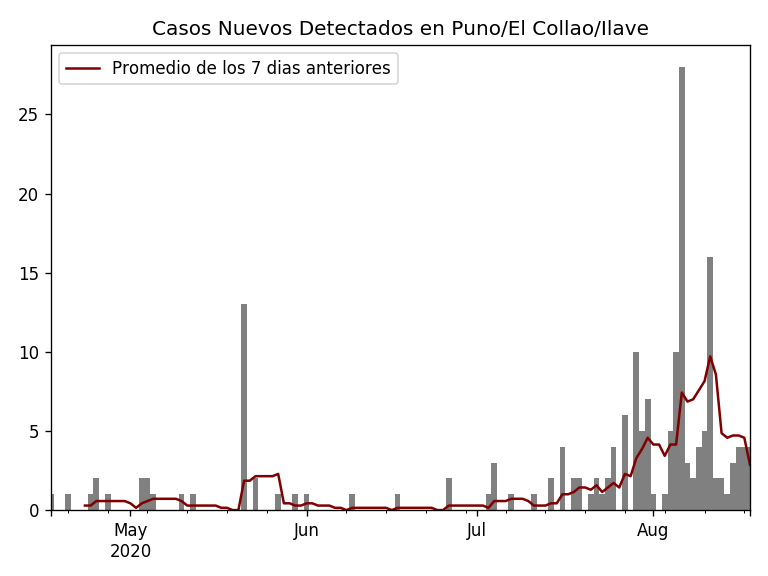 Casos Nuevos Detectados en Puno/El Collao/Ilave
Promedio de los 7 dias anteriores
25
20
15
10
5
0
May Jun Jul Aug
2020